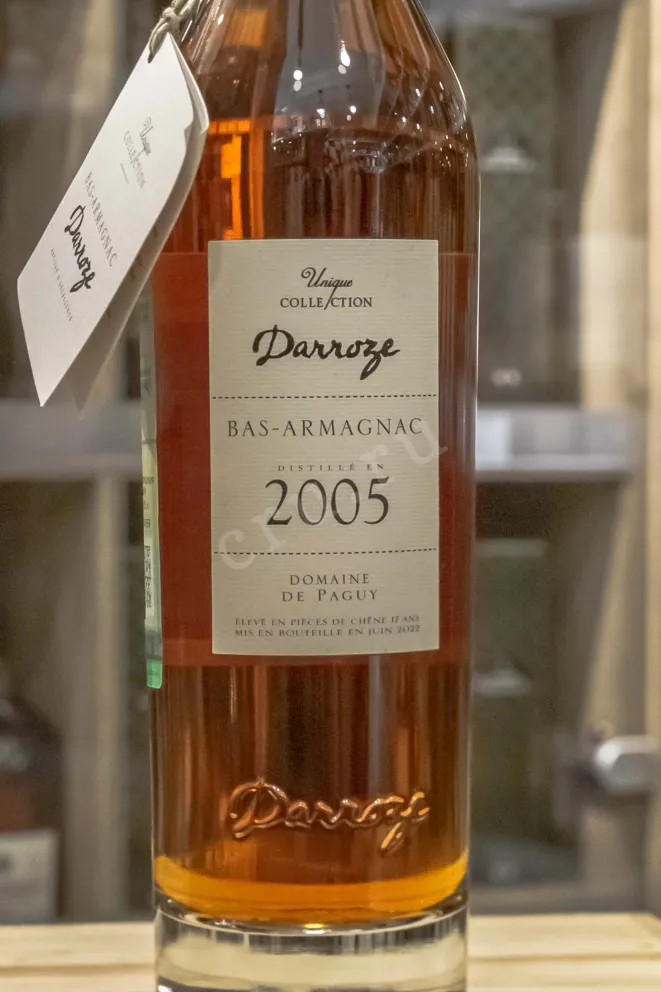 Unique
COLLECTION
BAS-ARMAGNAC
Darroze
Unique
COLLECTION
Darroze
BAS-ARMAGNAC
DISTILLÉ EN
2005
DOMAINE
DE PAGUY
ÉLEVÉ EN PIÈCES DE CHÊNE 17 ANS
MIS EN BOUTEILLE EN JUIN 2022
Darroze